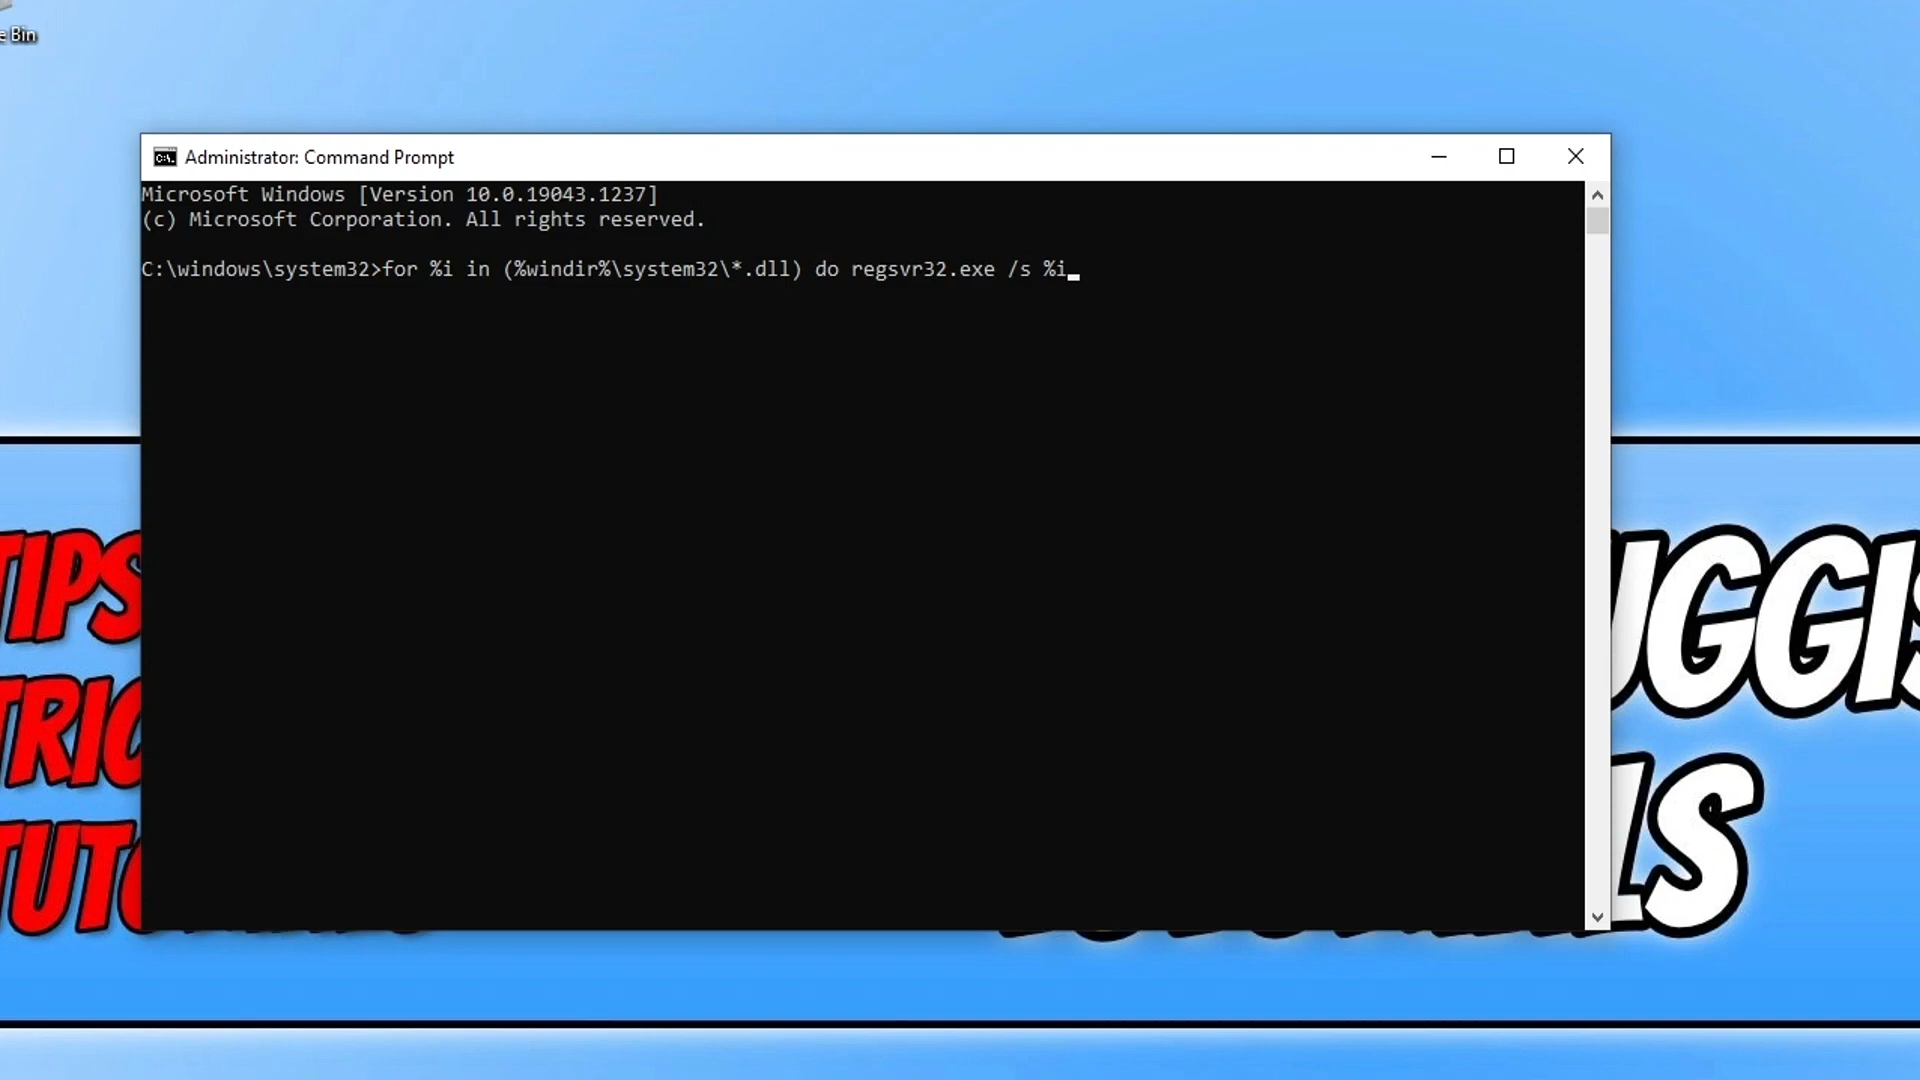 e Bin
Administrator: Command Prompt
Microsoft Windows [Version 10.0.19043.1237]
(c) Microsoft Corporation. All rights reserved.
C:\windows\system32>for %i in (%windir%\system32\*.dll) do regsvr32.exe /s %i
TIPS
TRIC
TUTO
UGGIS
LS